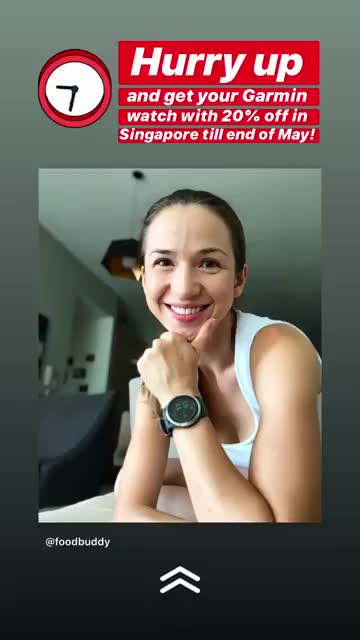 Hurry up
and get your Garmin
watch with 20% off in
Singapore till end of May!
@foodbuddy